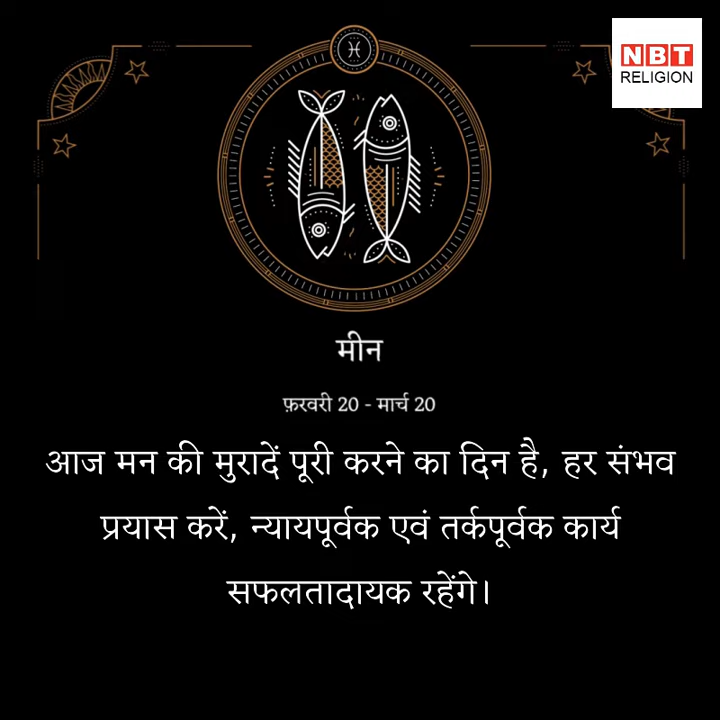 NBT
RELIGION
मीन
फ़रवरी 20 - मार्च 20
आज मन की मुरादें पूरी करने का दिन है, हर संभव
प्रयास करें, न्यायपूर्वक एवं तर्कपूर्वक कार्य
सफलतादायक रहेंगे।